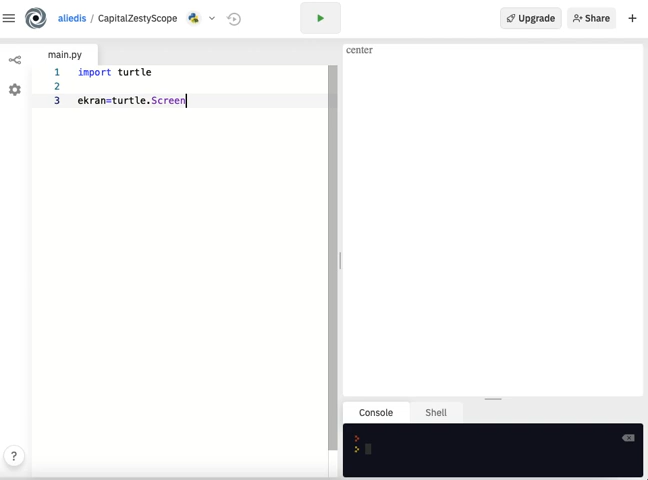 aliedis / CapitalZestyScope
Upgrade
Share
main.py
center
1 import turtle
2
3 ekran=turtle.Screen
Console
Shell
?